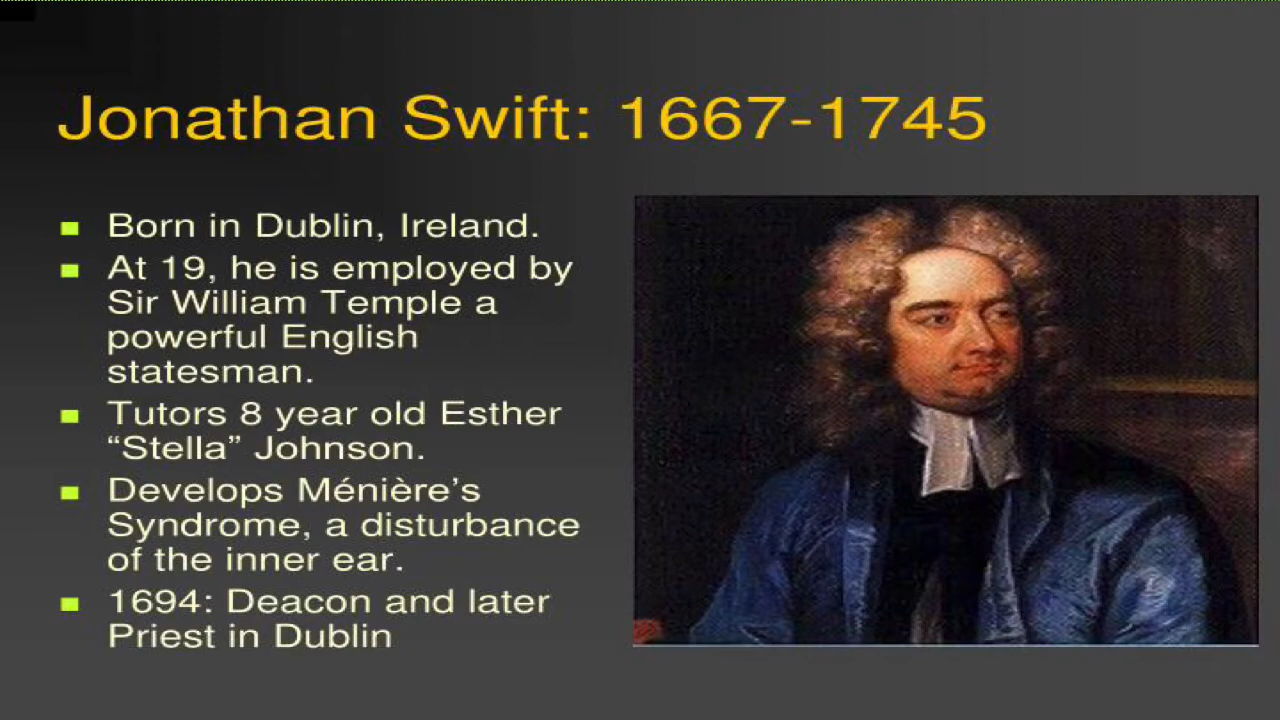 Jonathan Swift: 1667-1745
Born in Dublin, Ireland.
At 19, he is employed by
Sir William Temple a
powerful English
statesman.
Tutors 8 year old Esther
“Stella” Johnson.
Develops Ménière’s
Syndrome, a disturbance
of the inner ear.
1694: Deacon and later
Priest in Dublin